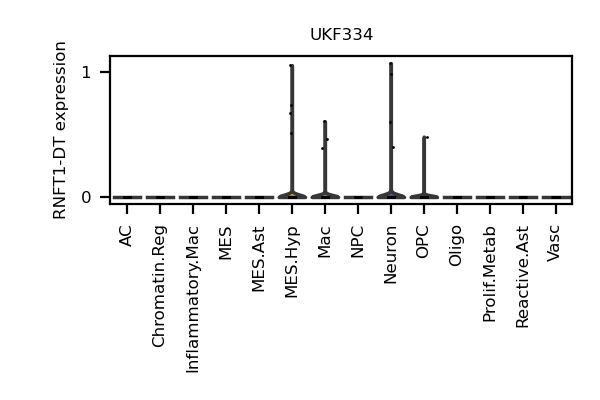 UKF334
RNFT1-DT expression
1
0
AC
Chromatin.Reg
Inflammatory.Mac
MES
MES.Ast
MES.Hyp
Mac
NPC
Neuron
OPC
Oligo
Prolif.Metab
Reactive.Ast
Vasc